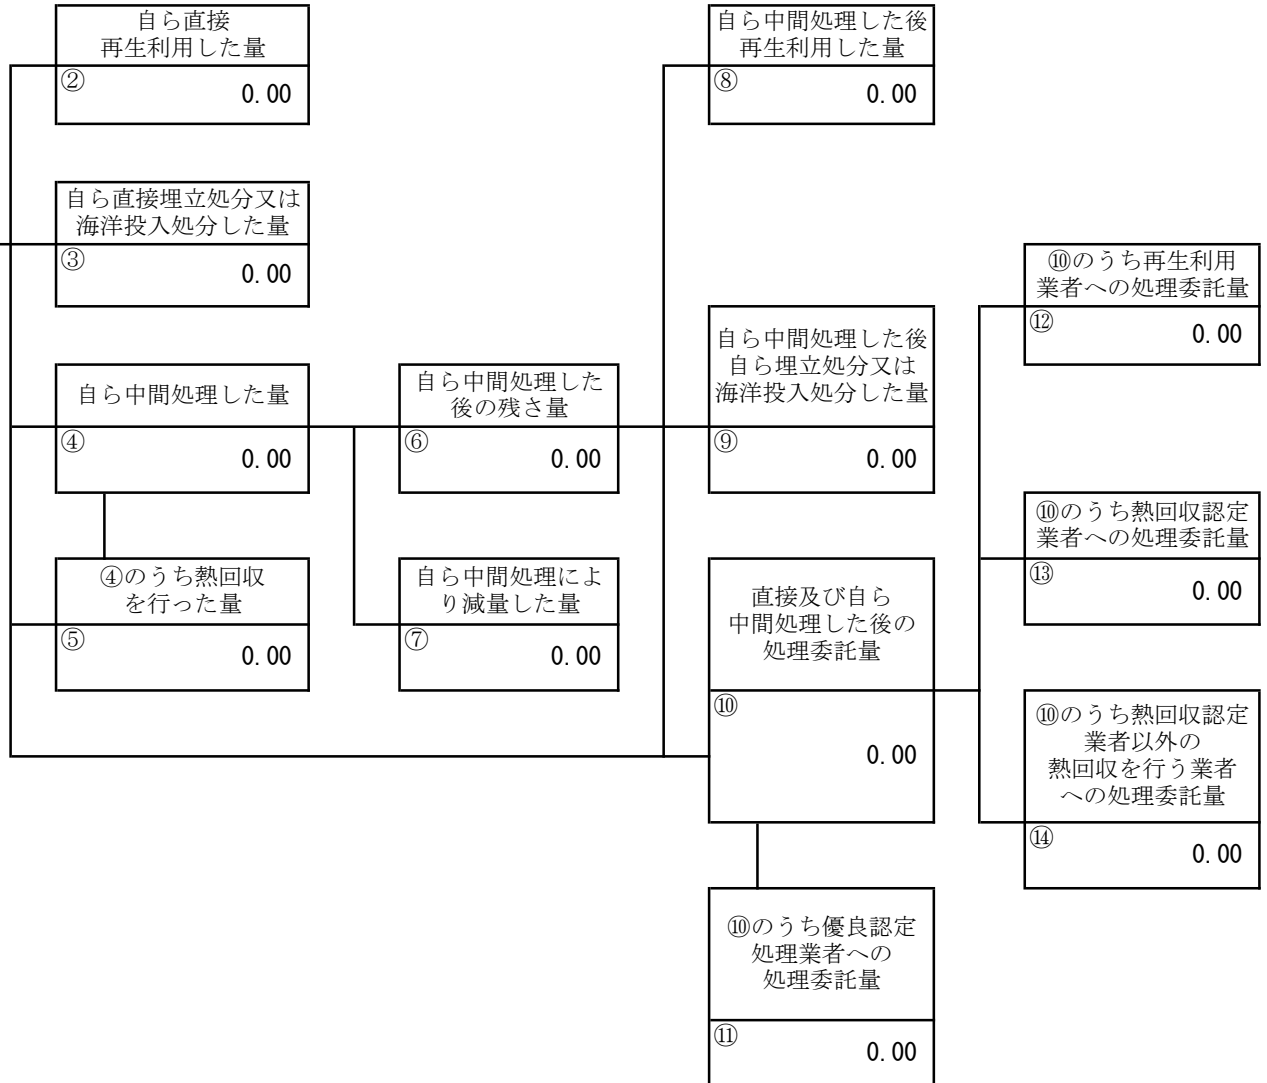 自ら直接
再生利用した量
②
0.00
自ら中間処理した後
再生利用した量
⑧
0.00
自ら直接埋立処分又は
海洋投入処分した量
③
0.00
⑩のうち再生利用
業者への処理委託量
⑫
0.00
自ら中間処理した量
④
0.00
自ら中間処理した
後の残さ量
⑥
0.00
自ら中間処理した後
自ら埋立処分又は
海洋投入処分した量
⑨
0.00
⑩のうち熱回収認定
業者への処理委託量
⑬
0.00
④のうち熱回収
を行った量
⑤
0.00
自ら中間処理によ
り減量した量
⑦
0.00
直接及び自ら
中間処理した後の
処理委託量
⑩
0.00
⑩のうち熱回収認定
業者以外の
熱回収を行う業者
への処理委託量
⑭
0.00
⑩のうち優良認定
処理業者への
処理委託量
⑪
0.00